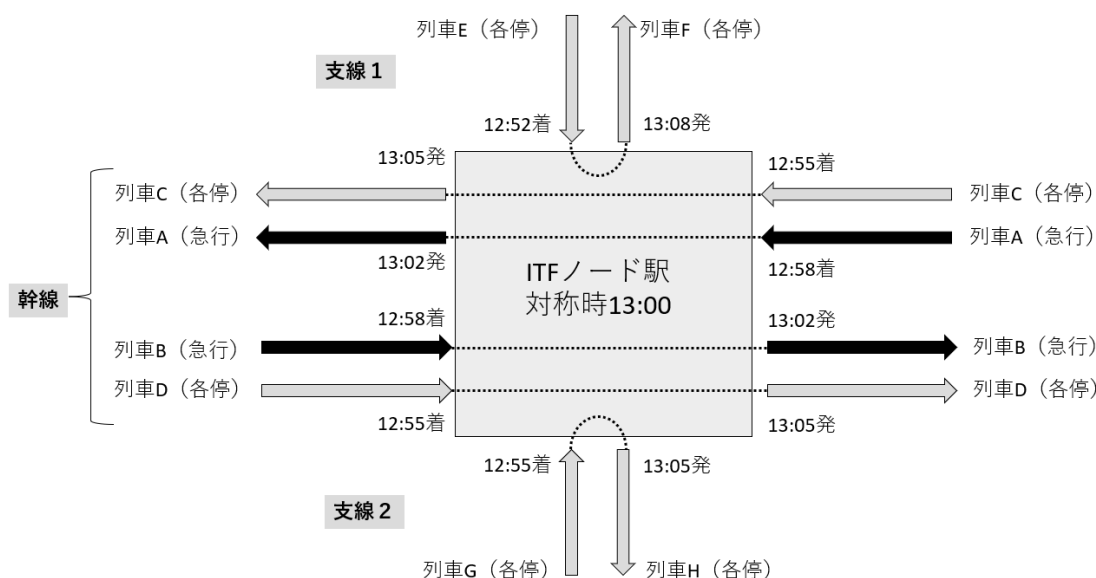 列車E（各停）
列車F（各停）
支線１
12:52着
13:08発
13:05発
12:55着
列車C（各停）
列車C（各停）
列車A（急行）
列車A（急行）
13:02発
12:58着
ITFノード駅
対称時13:00
幹線
12:58着
13:02発
列車B（急行）
列車B（急行）
列車D（各停）
列車D（各停）
12:55着
13:05発
12:55着
13:05発
支線２
列車G（各停）
列車H（各停）